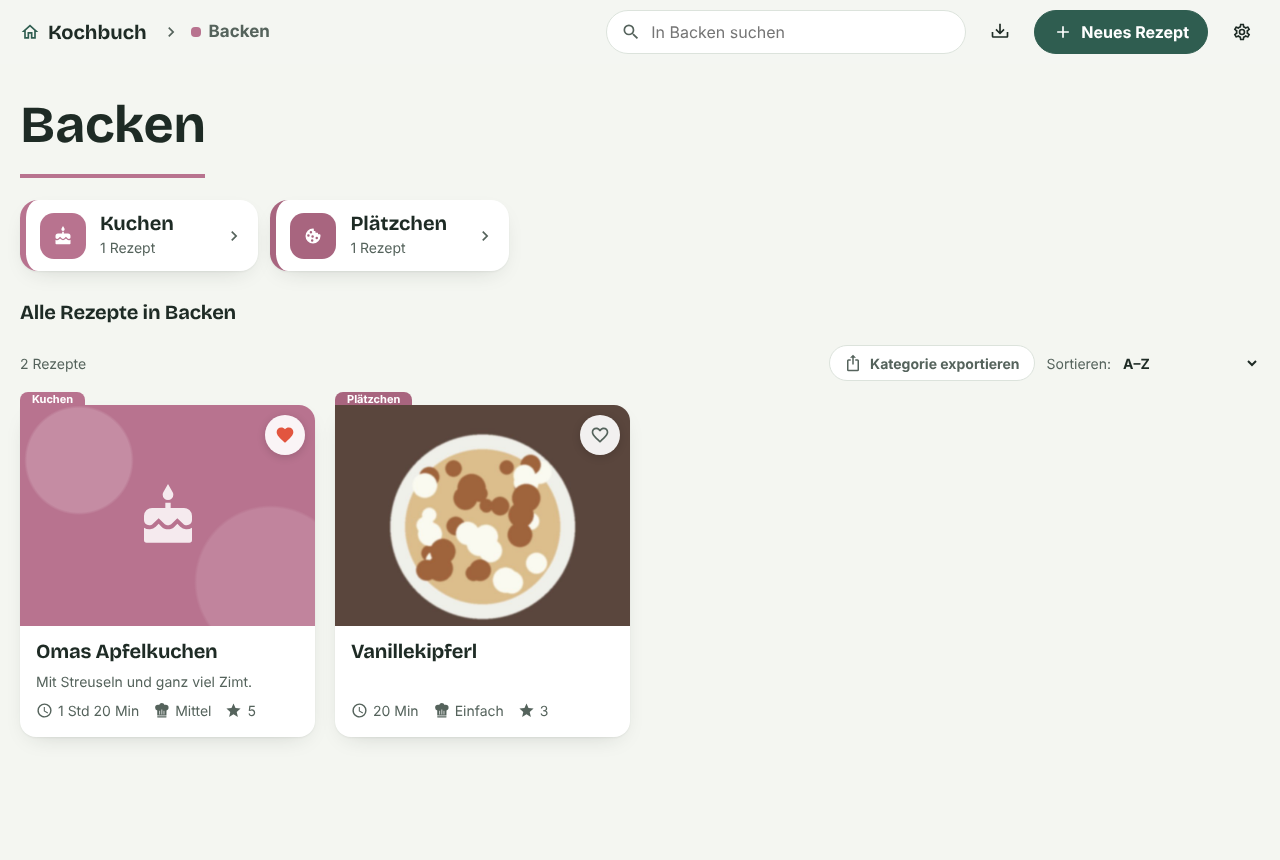 Kochbuch
Backen
In Backen suchen
Neues Rezept
Backen
Kuchen
1 Rezept
Plätzchen
1 Rezept
Alle Rezepte in Backen
2 Rezepte
Kategorie exportieren
Sortieren: A–Z
Kuchen
Omas Apfelkuchen
Mit Streuseln und ganz viel Zimt.
1 Std 20 Min Mittel 5
Plätzchen
Vanillekipferl
20 Min Einfach 3